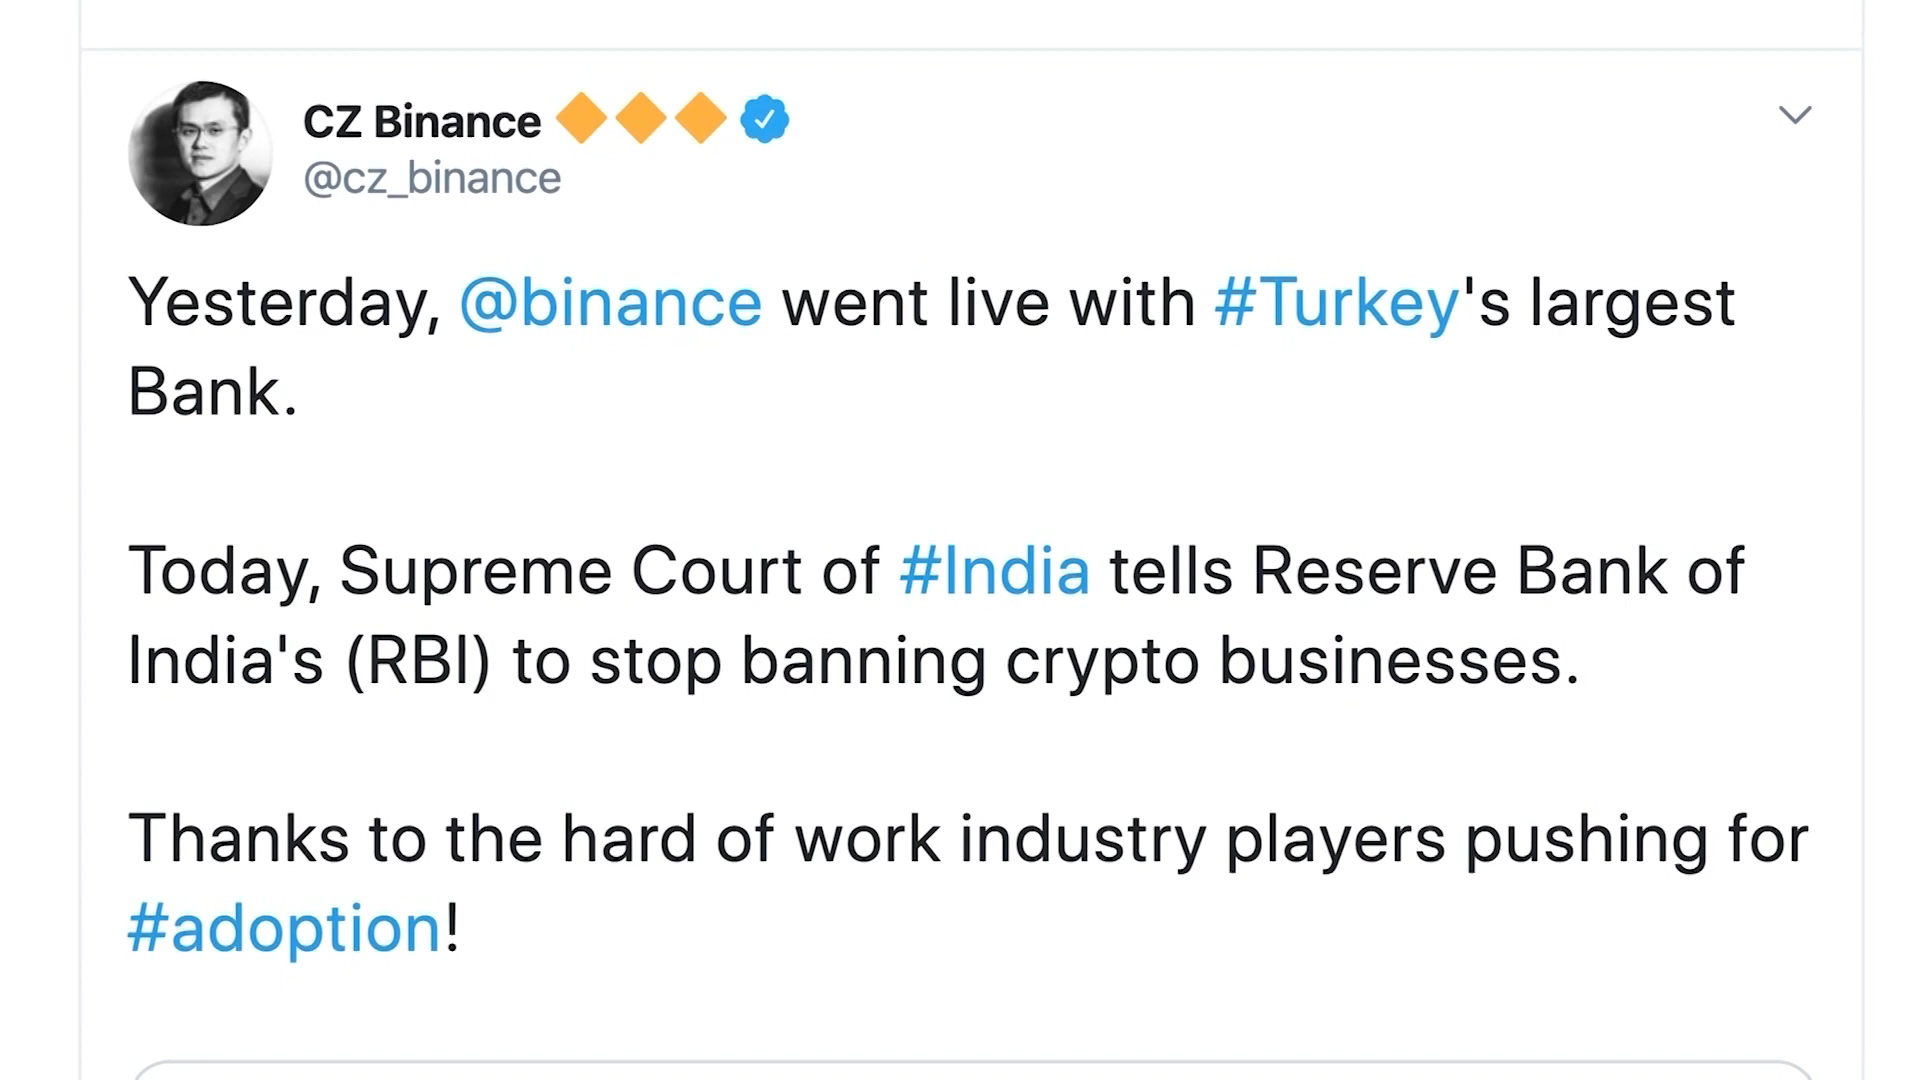 CZ Binance 🔶🔶🔶
@cz_binance
Yesterday, @binance went live with #Turkey's largest
Bank.
Today, Supreme Court of #India tells Reserve Bank of
India's (RBI) to stop banning crypto businesses.
Thanks to the hard of work industry players pushing for
#adoption!